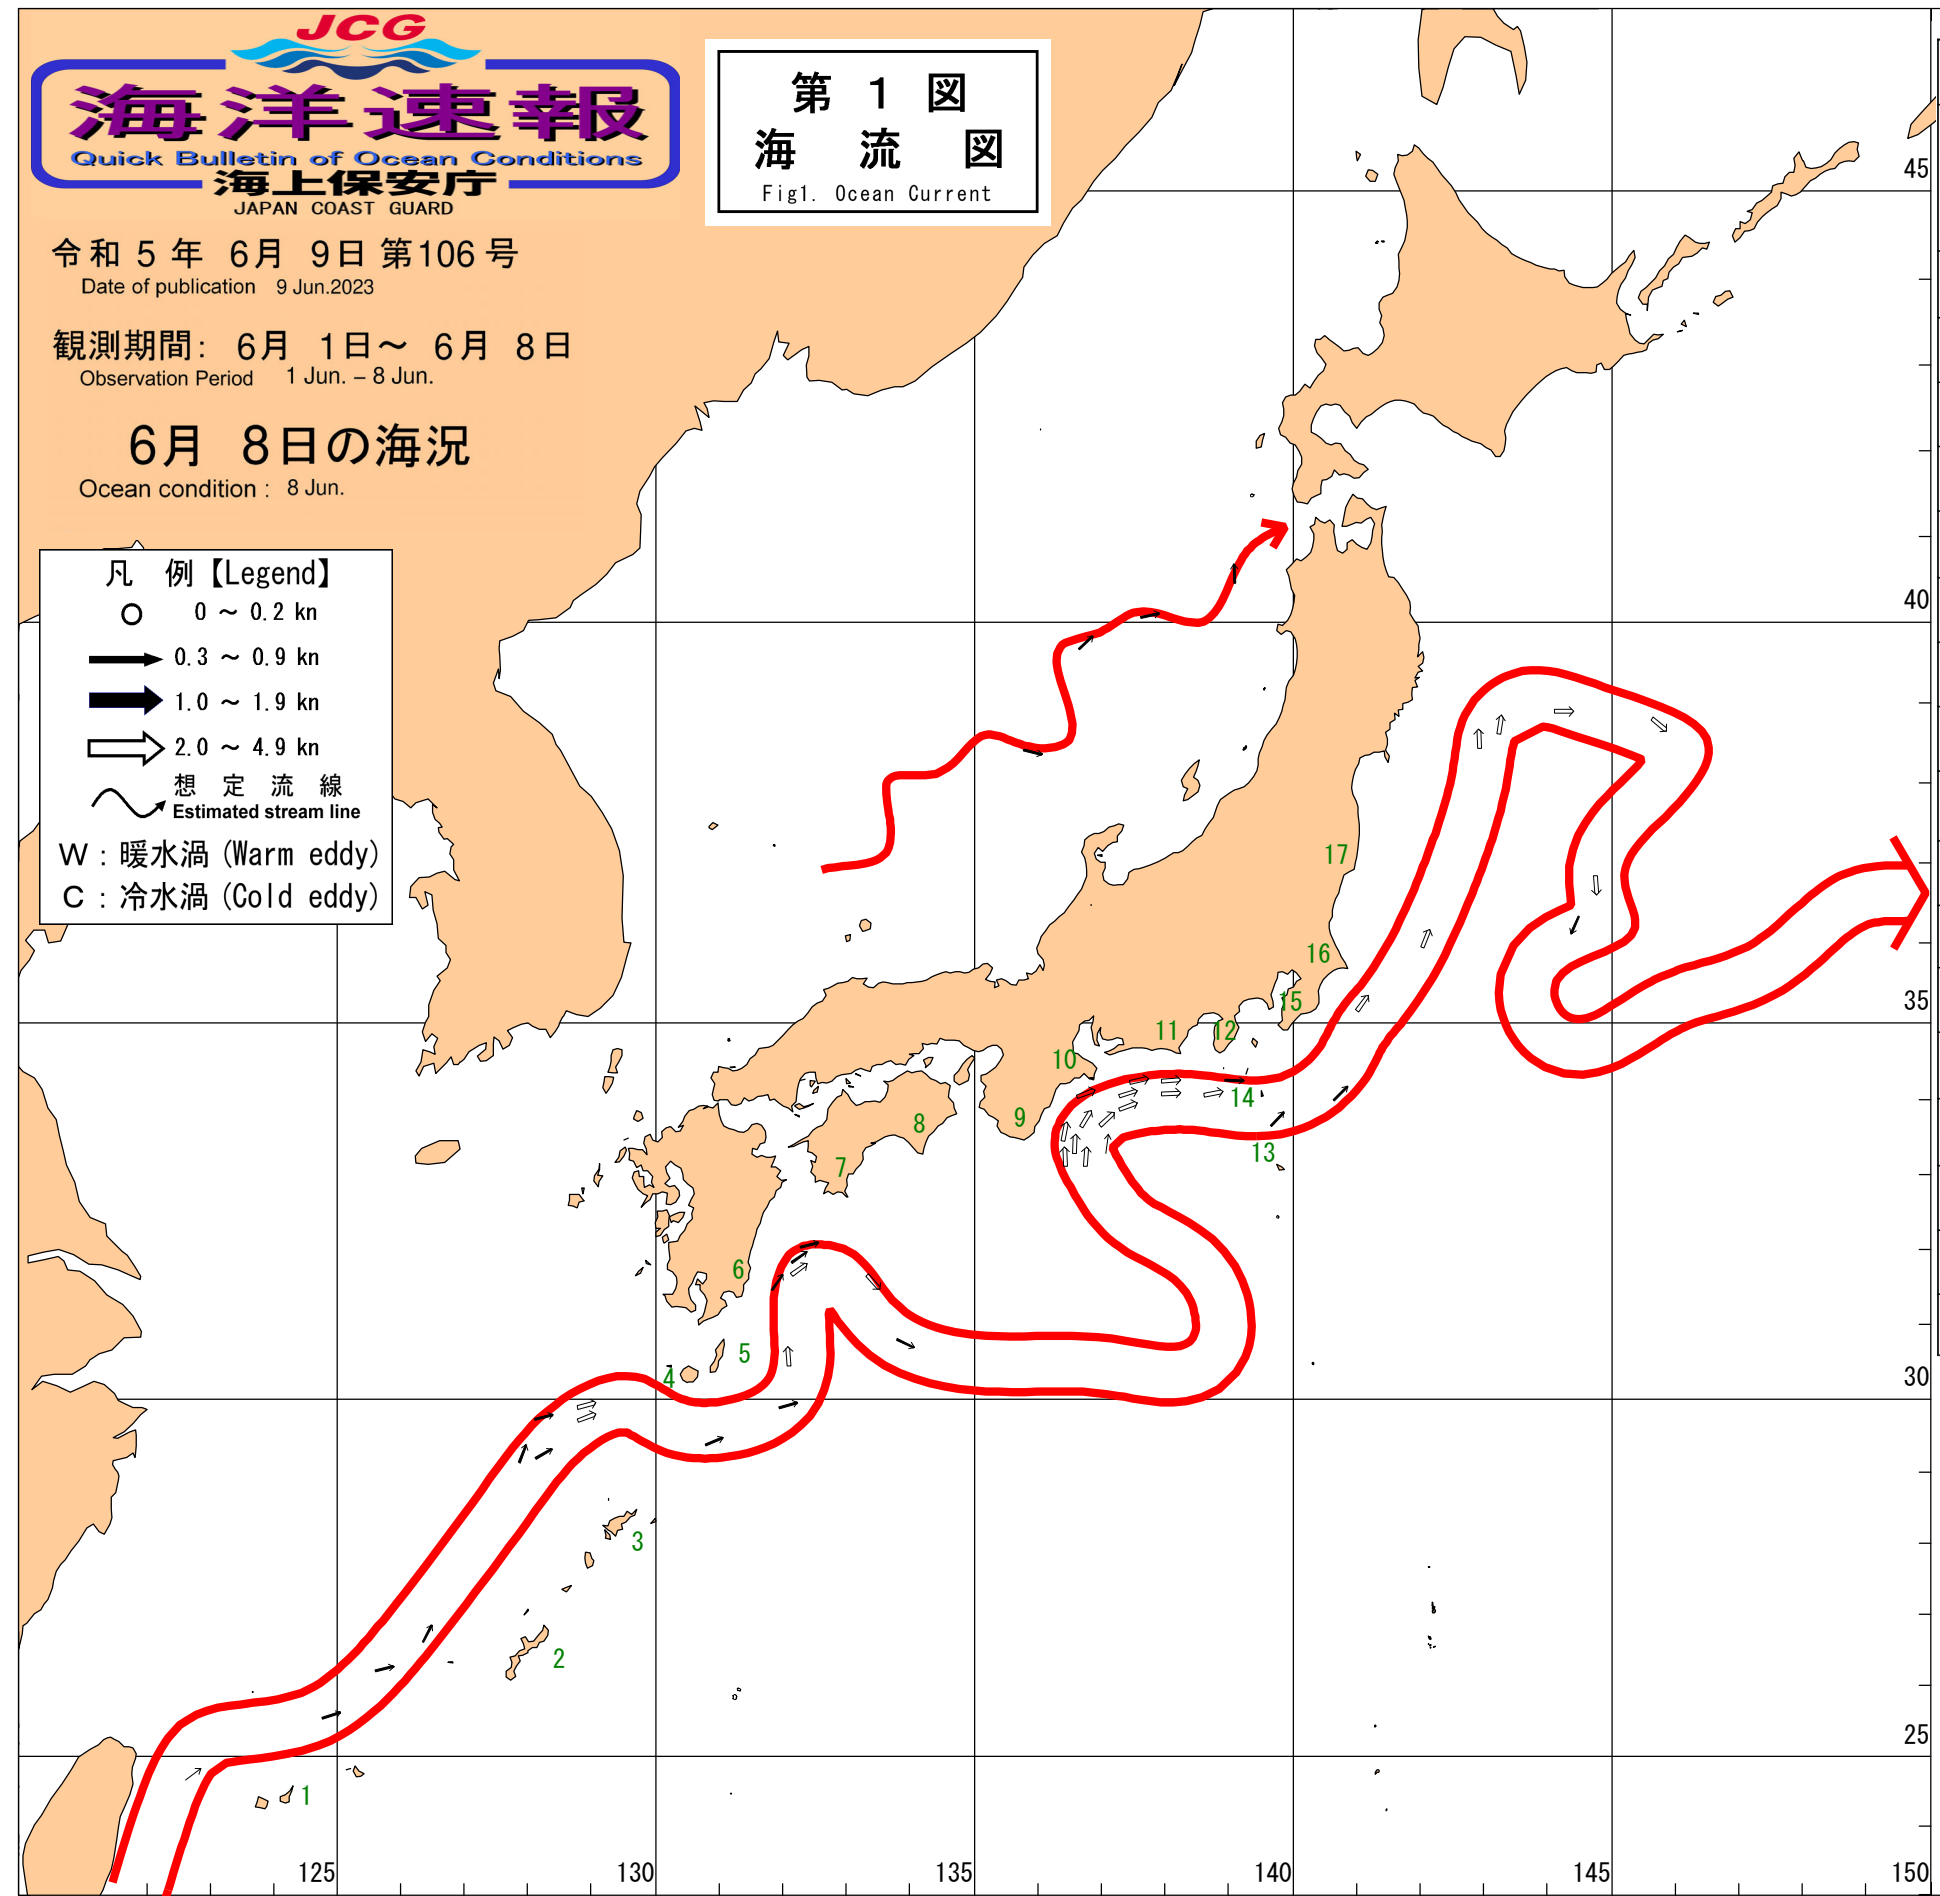 JCG
海洋速報
Quick Bulletin of Ocean Conditions
海上保安庁
JAPAN COAST GUARD
第 1 図
海 流 図
Fig1. Ocean Current
令和 5 年 6月 9日 第106号
Date of publication 9 Jun.2023
観測期間: 6月 1日～ 6月 8日
Observation Period 1 Jun. – 8 Jun.
6月 8日の海況
Ocean condition : 8 Jun.
凡 例【Legend】
0 ～ 0.2 kn
0.3 ～ 0.9 kn
1.0 ～ 1.9 kn
2.0 ～ 4.9 kn
想 定 流 線
Estimated stream line
W : 暖水渦 (Warm eddy)
C : 冷水渦 (Cold eddy)
45
40
35
30
25
17
16
15
12
11
10
14
9
8
13
7
6
5
4
3
2
1
125
130
135
140
145
150